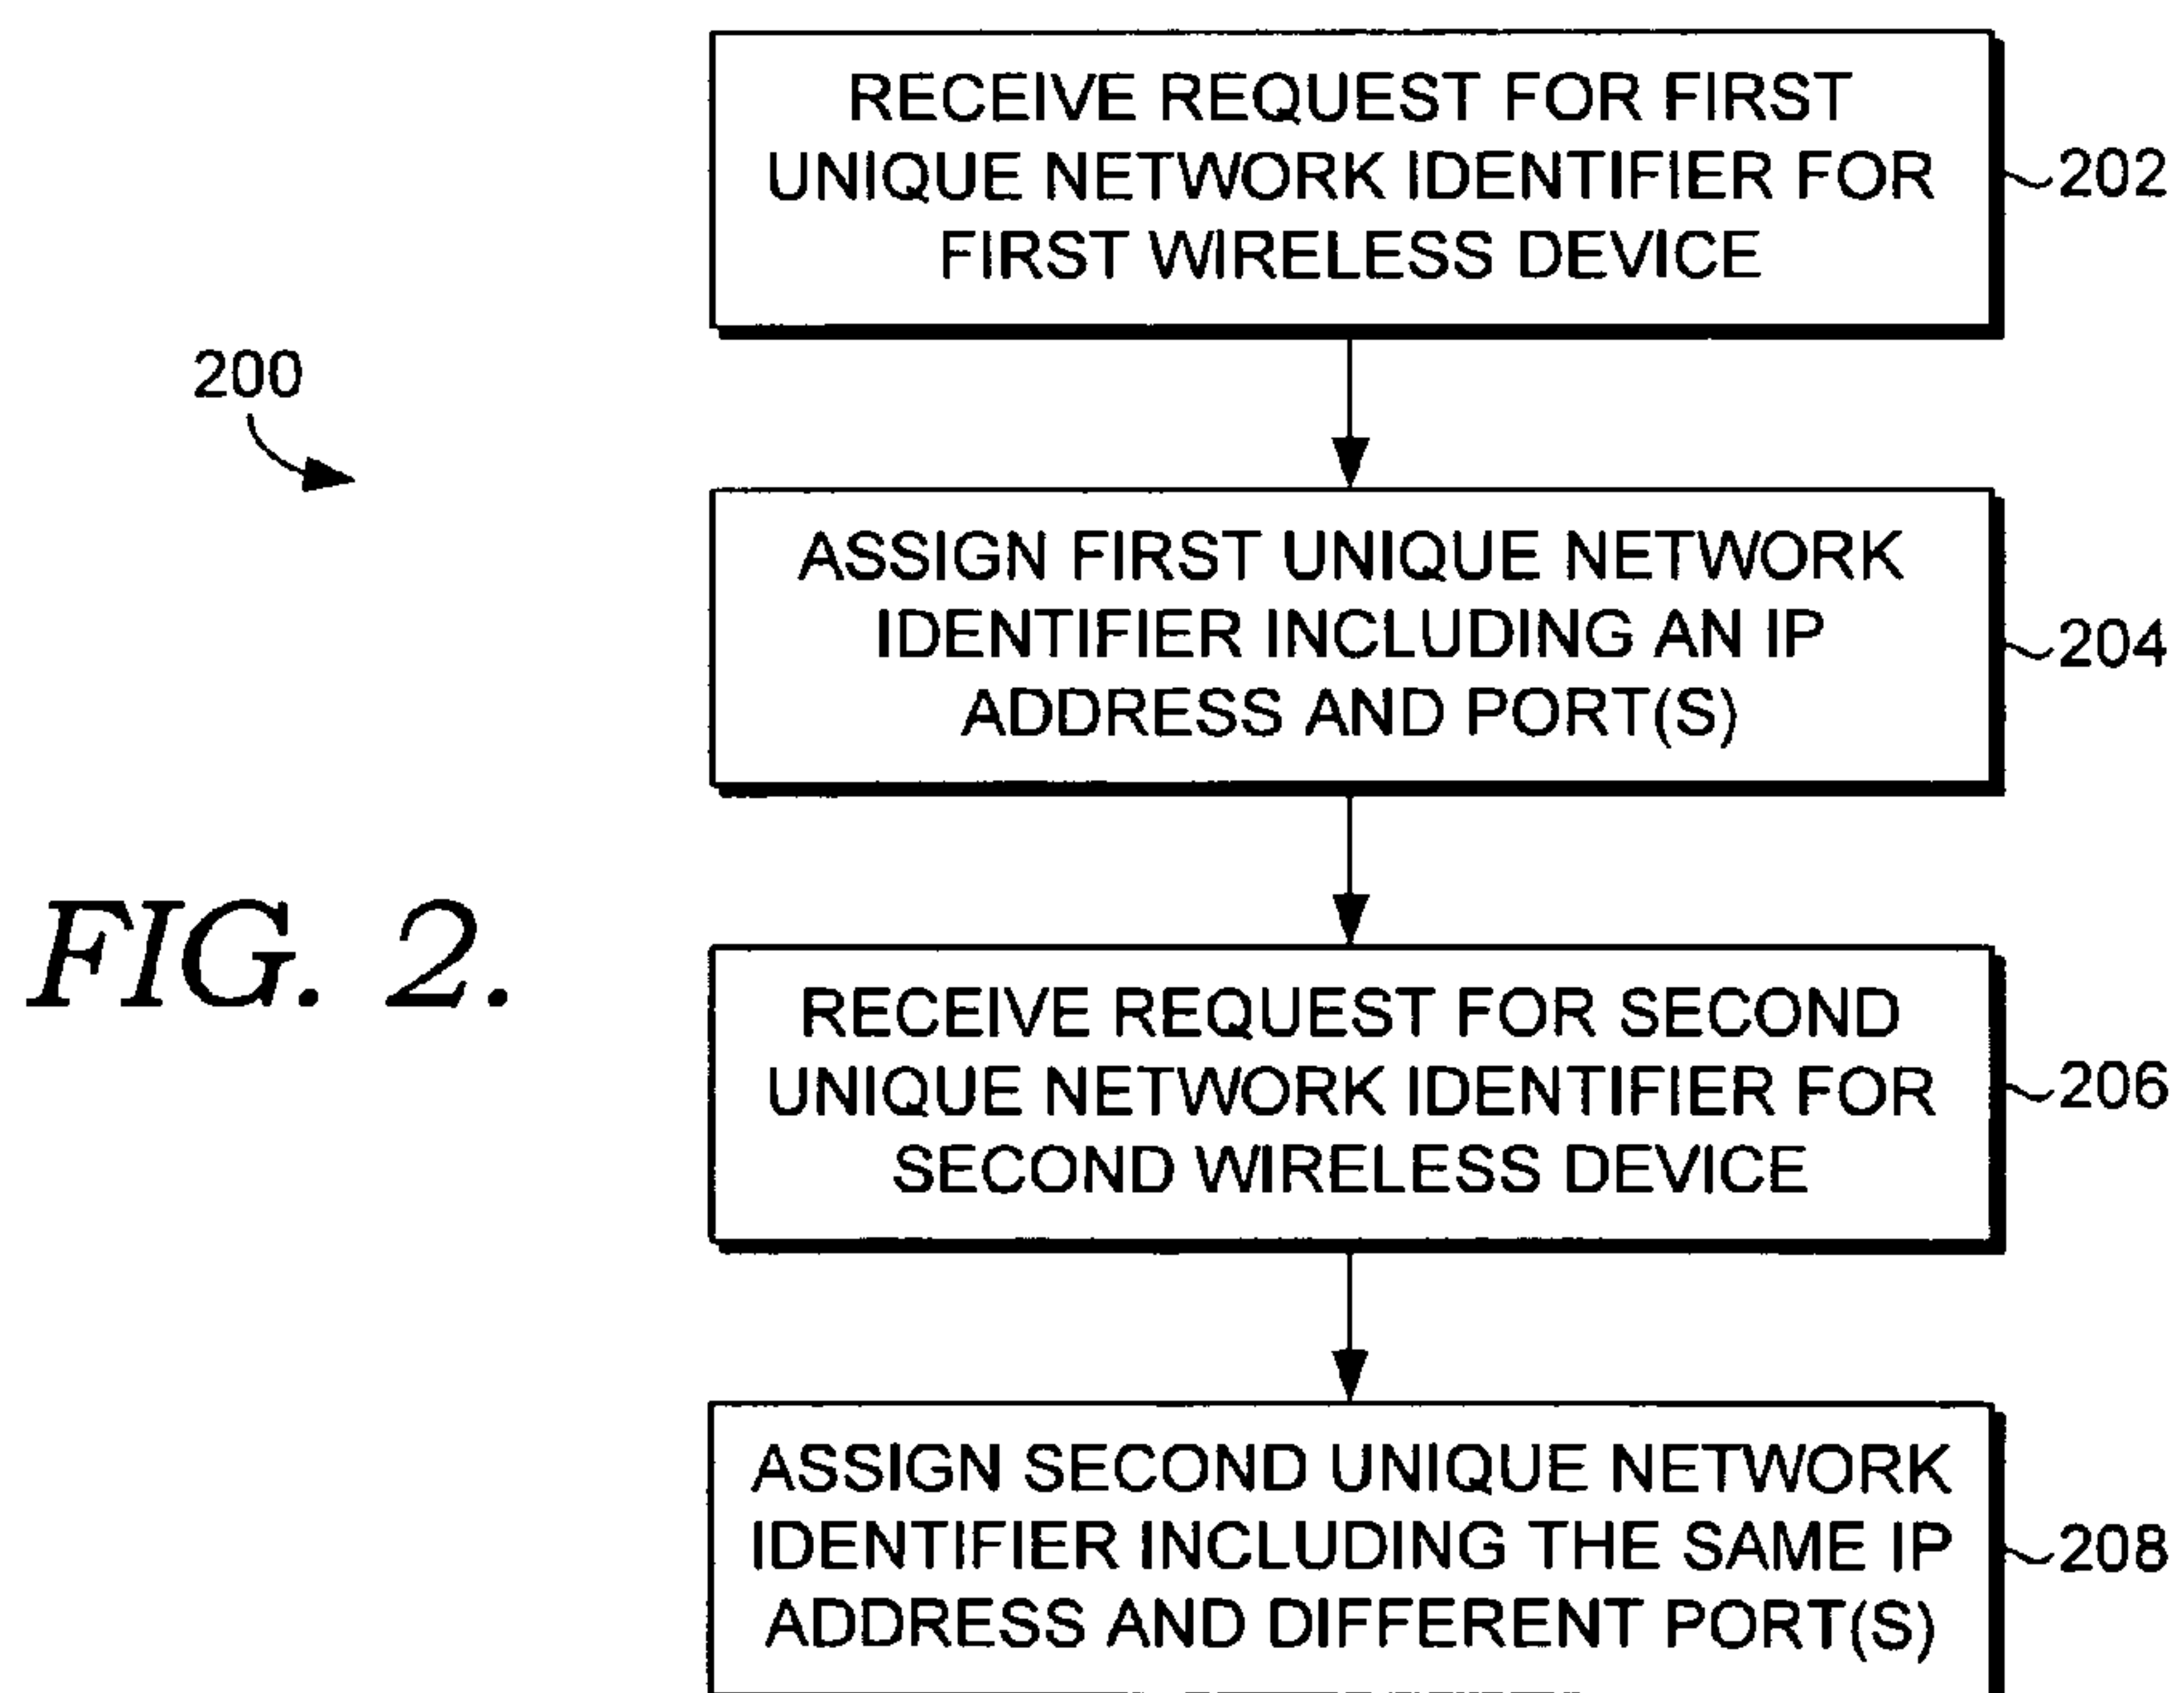 RECEIVE REQUEST FOR FIRST
UNIQUE NETWORK IDENTIFIER FOR
FIRST WIRELESS DEVICE
202
200
ASSIGN FIRST UNIQUE NETWORK
IDENTIFIER INCLUDING AN IP
ADDRESS AND PORT(S)
204
FIG. 2.
RECEIVE REQUEST FOR SECOND
UNIQUE NETWORK IDENTIFIER FOR
SECOND WIRELESS DEVICE
206
ASSIGN SECOND UNIQUE NETWORK
IDENTIFIER INCLUDING THE SAME IP
ADDRESS AND DIFFERENT PORT(S)
208